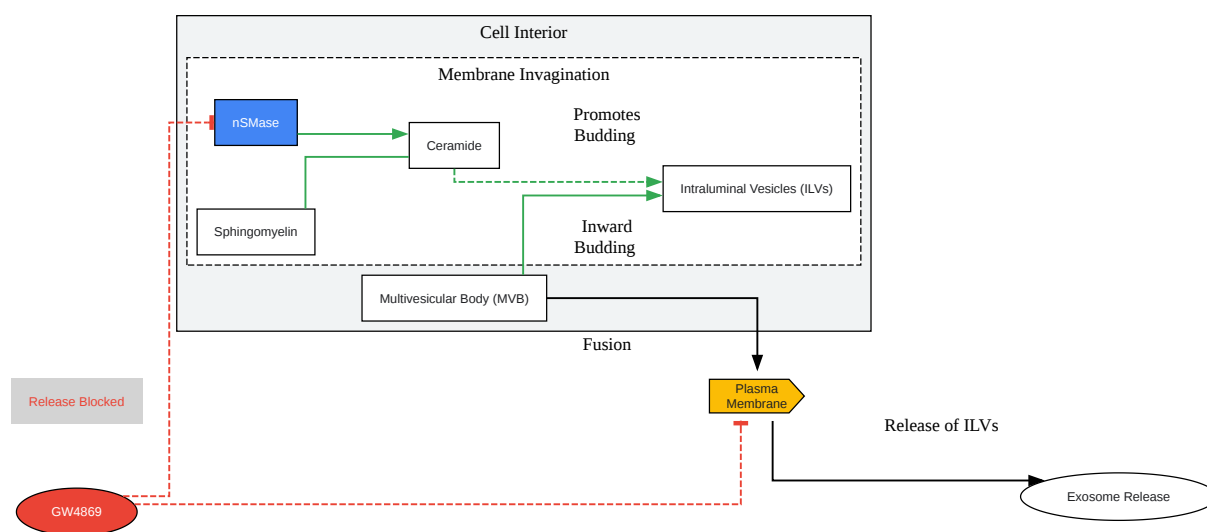 Cell Interior
Membrane Invagination
nSMase
Promotes
Budding
Ceramide
Intraluminal Vesicles (ILVs)
Sphingomyelin
Inward
Budding
Multivesicular Body (MVB)
Fusion
Plasma
Membrane
Release Blocked
Release of ILVs
GW4869
Exosome Release